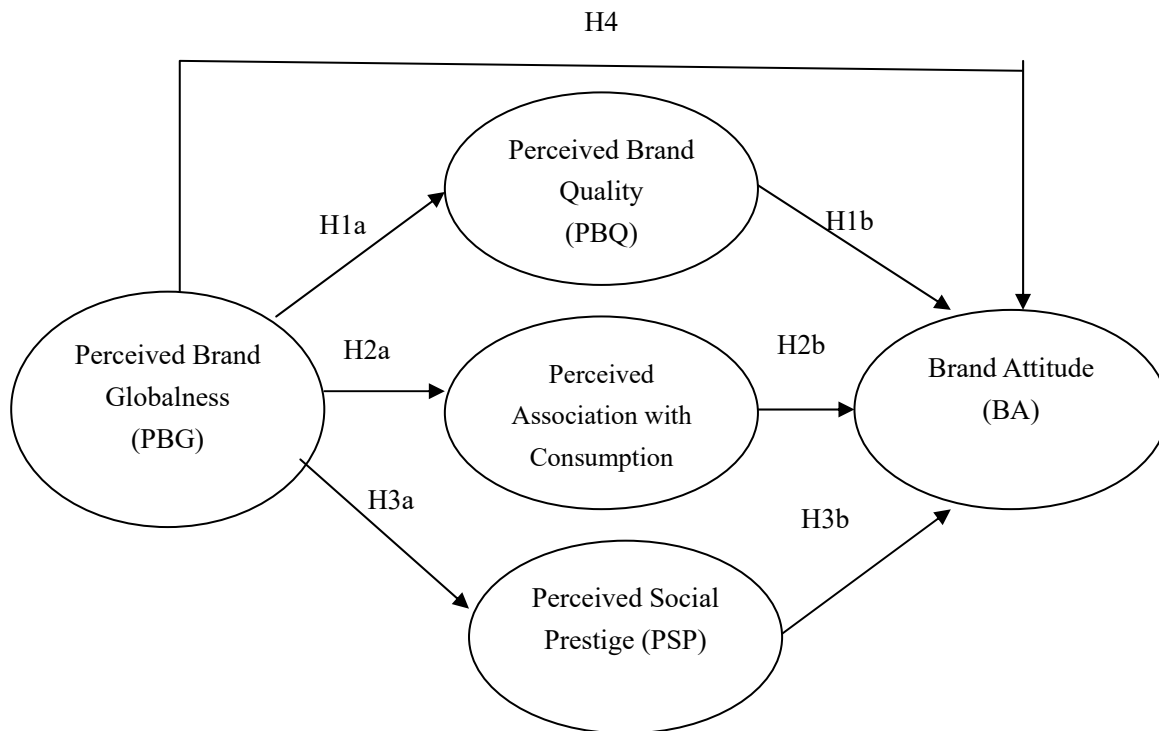 H4
Perceived Brand
Quality
(PBQ)
H1a
H1b
Perceived Brand
Globalness
(PBG)
H2a
Perceived
Association with
Consumption
H2b
Brand Attitude
(BA)
H3a
H3b
Perceived Social
Prestige (PSP)